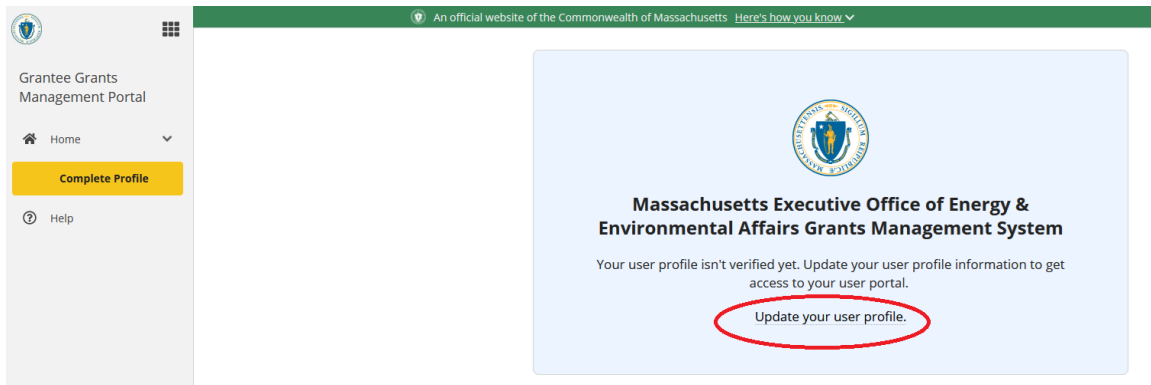 An official website of the Commonwealth of Massachusetts Here's how you know
Grantee Grants
Management Portal
Home
Complete Profile
Help
Massachusetts Executive Office of Energy &
Environmental Affairs Grants Management System
Your user profile isn't verified yet. Update your user profile information to get
access to your user portal.
Update your user profile.